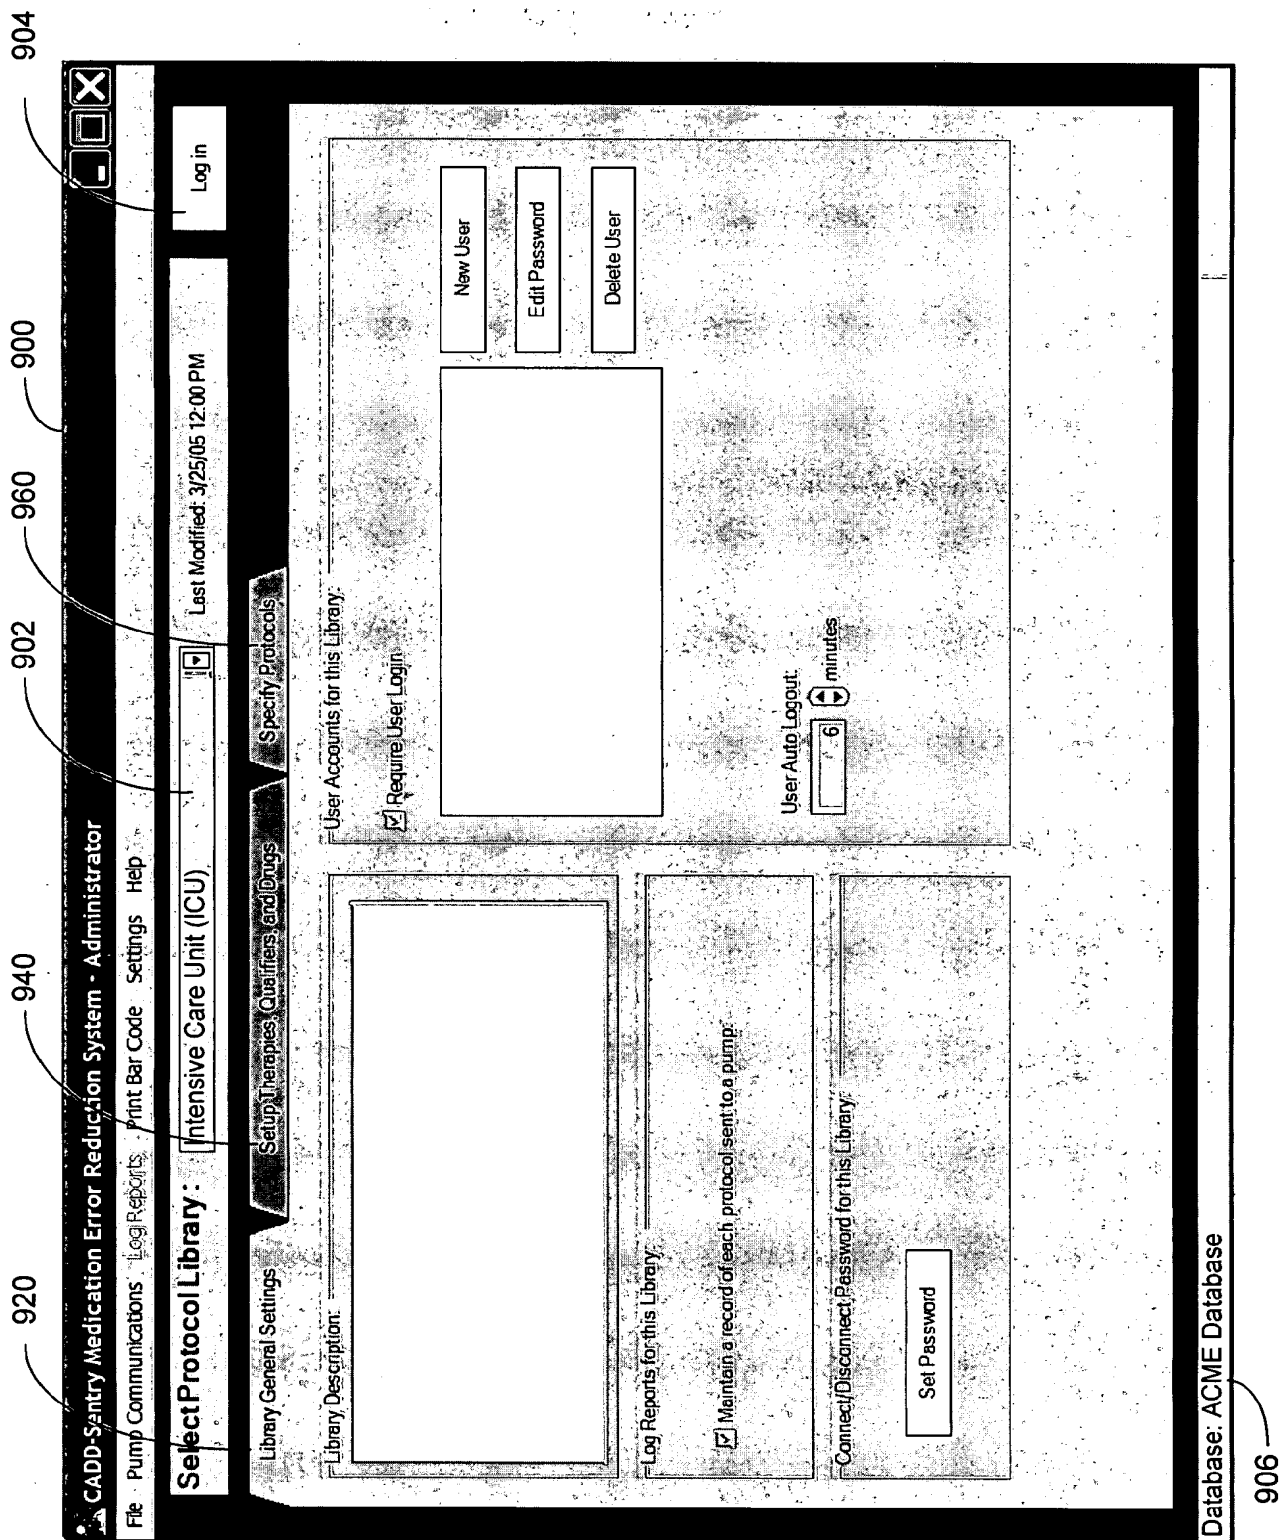 920 940 902 960 900 904
CADD-Sentry Medication Error Reduction System - Administrator
File Pump Communications Log Reports Print Bar Code Settings Help
Select Protocol Library: Intensive Care Unit (ICU) Last Modified: 3/25/05 12:00 PM Log in
Library General Settings Setup Therapies, Qualifiers, and Drugs Specify Protocols
Library Description:
Log Reports for this Library:
Maintain a record of each protocol sent to a pump.
Connect/Disconnect Password for this Library:
Set Password
User Accounts for this Library:
Require User Login
New User
Edit Password
Delete User
User Auto Logout:
6 minutes
Database: ACME Database
906